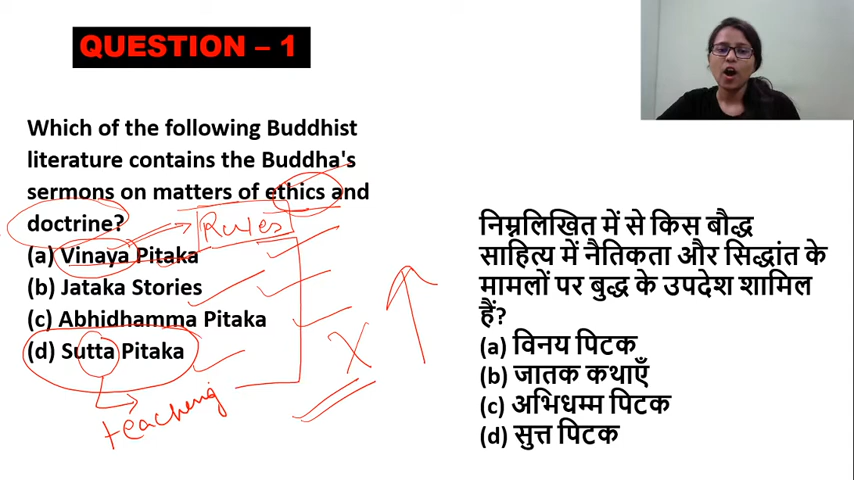 QUESTION – 1
Which of the following Buddhist
literature contains the Buddha's
sermons on matters of ethics and
doctrine?
Rules
(a) Vinaya Pitaka
(b) Jataka Stories
(c) Abhidhamma Pitaka
(d) Sutta Pitaka
teaching
निम्नलिखित में से किस बौद्ध
साहित्य में नैतिकता और सिद्धांत के
मामलों पर बुद्ध के उपदेश शामिल
हैं?
(a) विनय पिटक
(b) जातक कथाएँ
(c) अभिधम्म पिटक
(d) सुत्त पिटक